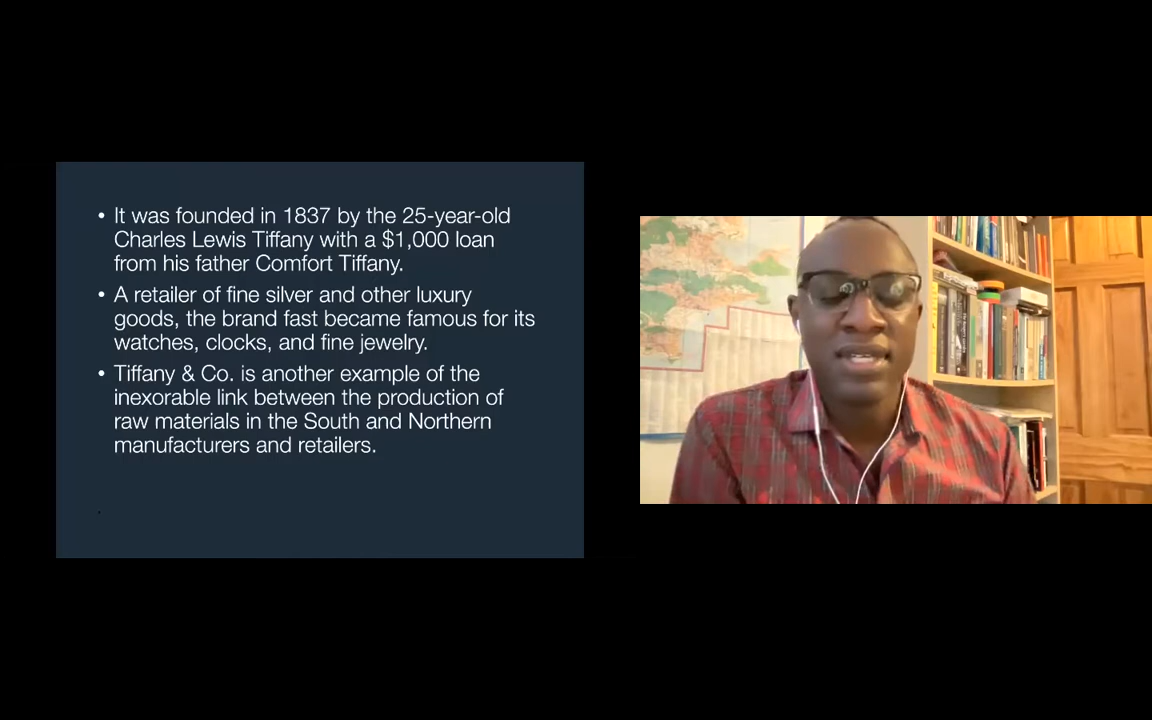 • It was founded in 1837 by the 25-year-old
Charles Lewis Tiffany with a $1,000 loan
from his father Comfort Tiffany.
• A retailer of fine silver and other luxury
goods, the brand fast became famous for its
watches, clocks, and fine jewelry.
• Tiffany & Co. is another example of the
inexorable link between the production of
raw materials in the South and Northern
manufacturers and retailers.